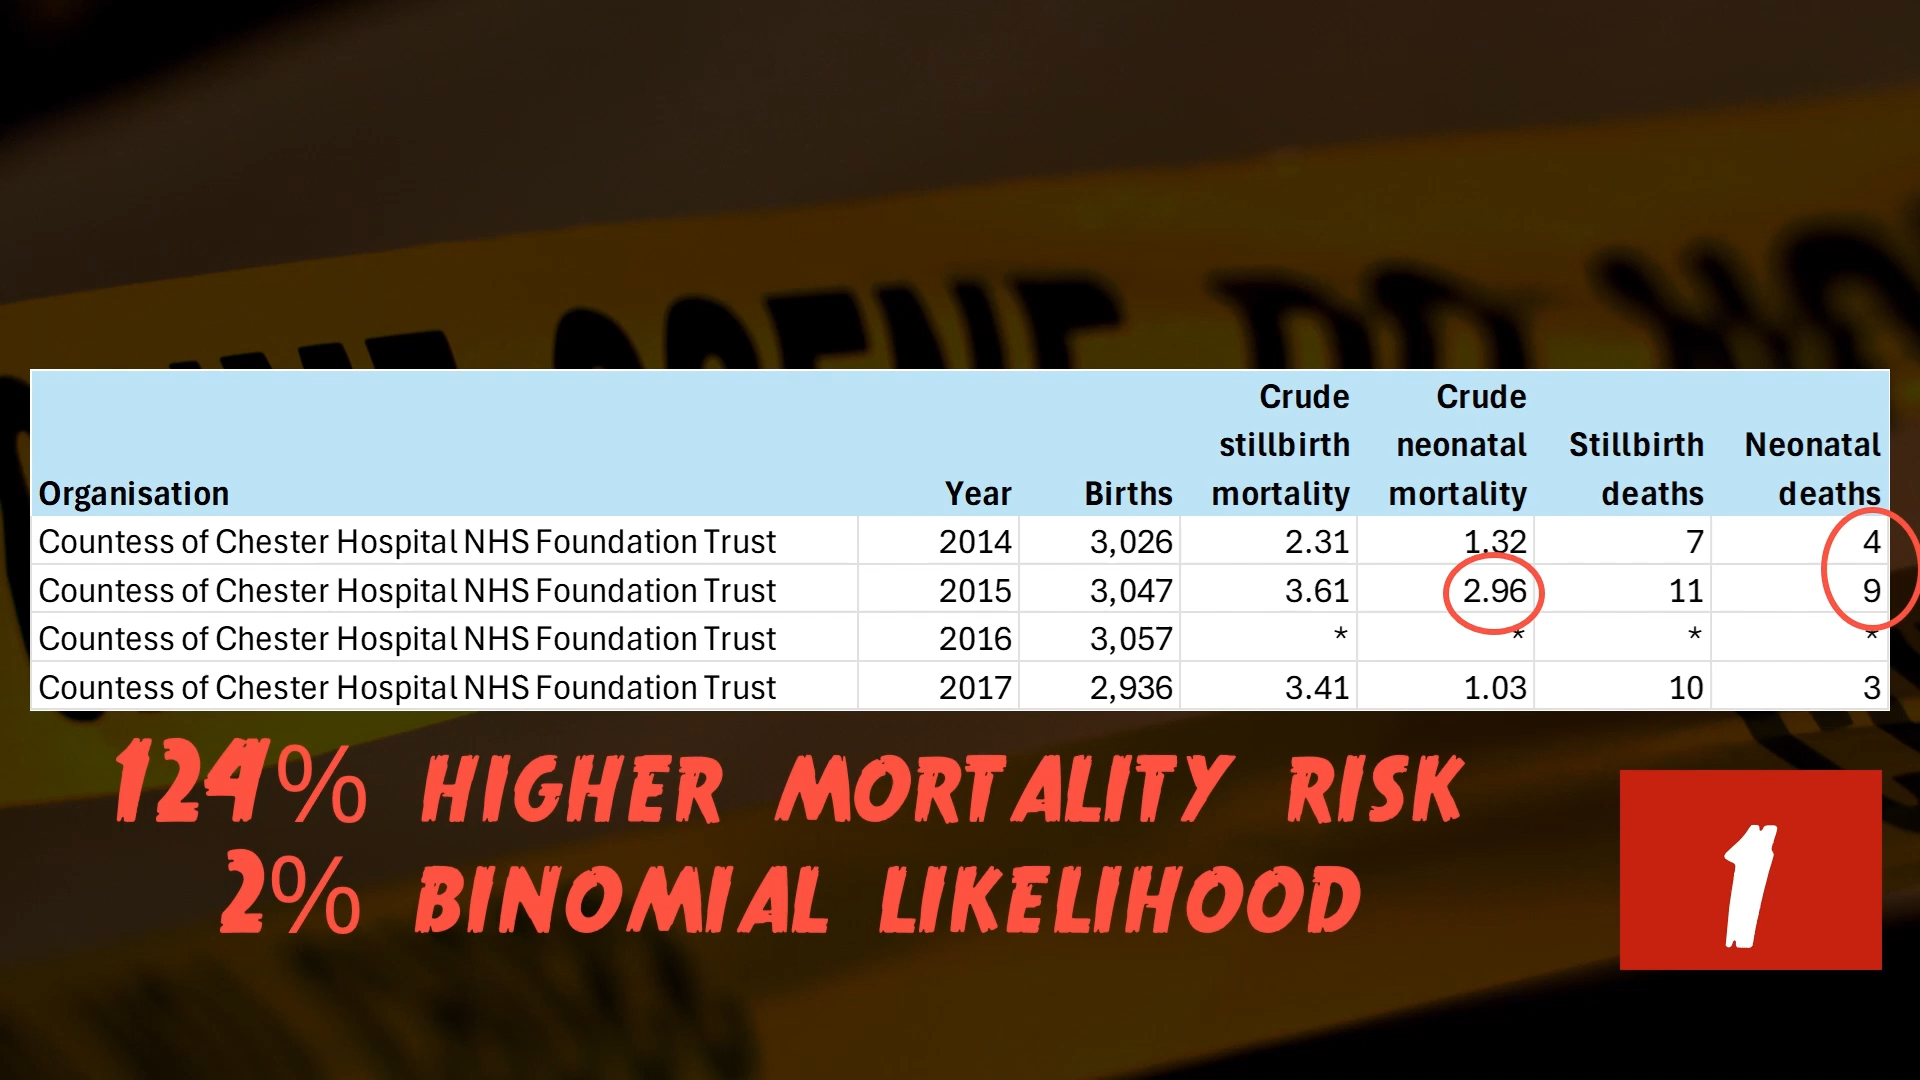 Organisation Year Births Crude stillbirth mortality Crude neonatal mortality Stillbirth deaths Neonatal deaths
Countess of Chester Hospital NHS Foundation Trust 2014 3,026 2.31 1.32 7 4
Countess of Chester Hospital NHS Foundation Trust 2015 3,047 3.61 2.96 11 9
Countess of Chester Hospital NHS Foundation Trust 2016 3,057 * * * *
Countess of Chester Hospital NHS Foundation Trust 2017 2,936 3.41 1.03 10 3
124% HIGHER MORTALITY RISK
2% BINOMIAL LIKELIHOOD
1